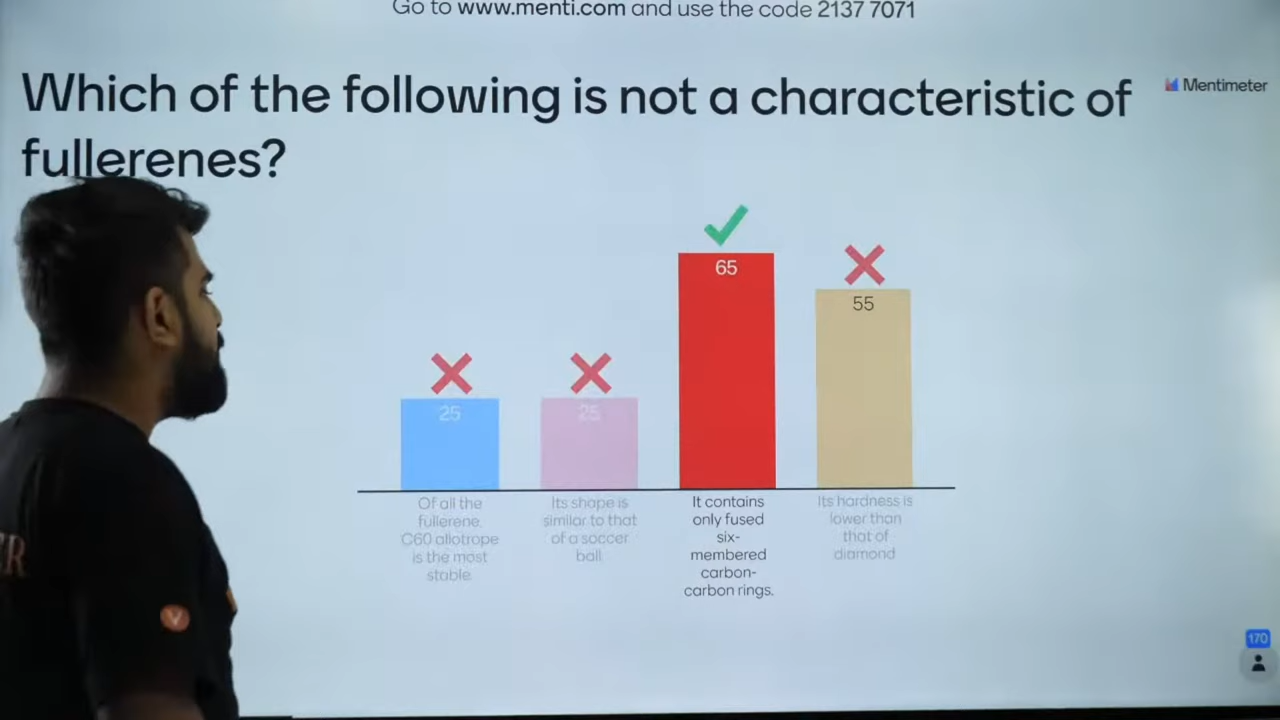 Go to www.menti.com and use the code 2137 7071
Which of the following is not a characteristic of
fullerenes?
Mentimeter
25
25
65
55
Of all the
fullerene,
C60 allotrope
is the most
stable.
Its shape is
similar to that
of a soccer
ball.
It contains
only fused
six-
membered
carbon-
carbon rings.
Its hardness is
lower than
that of
diamond
170